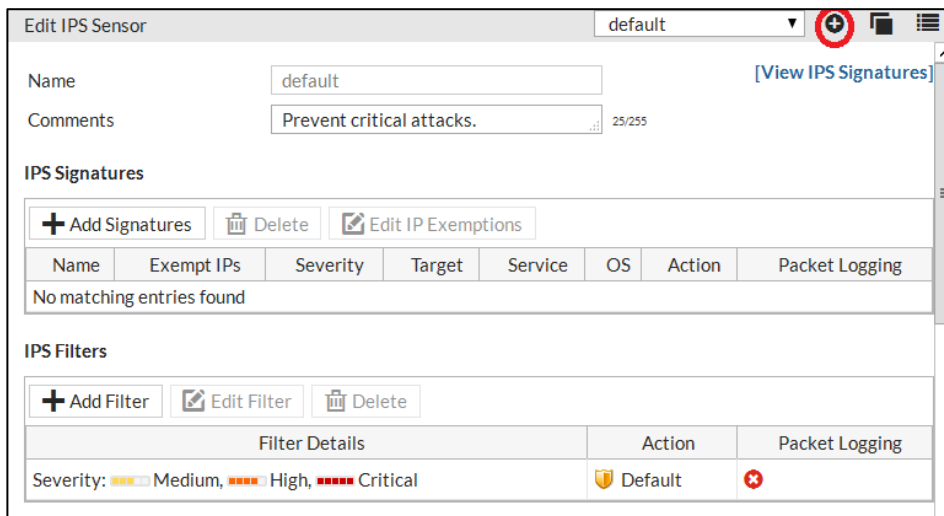 Edit IPS Sensor default
[View IPS Signatures]
Name default
Comments Prevent critical attacks. 25/255
IPS Signatures
Add Signatures Delete Edit IP Exemptions
Name Exempt IPs Severity Target Service OS Action Packet Logging
No matching entries found
IPS Filters
Add Filter Edit Filter Delete
Filter Details Action Packet Logging
Severity: Medium, High, Critical Default